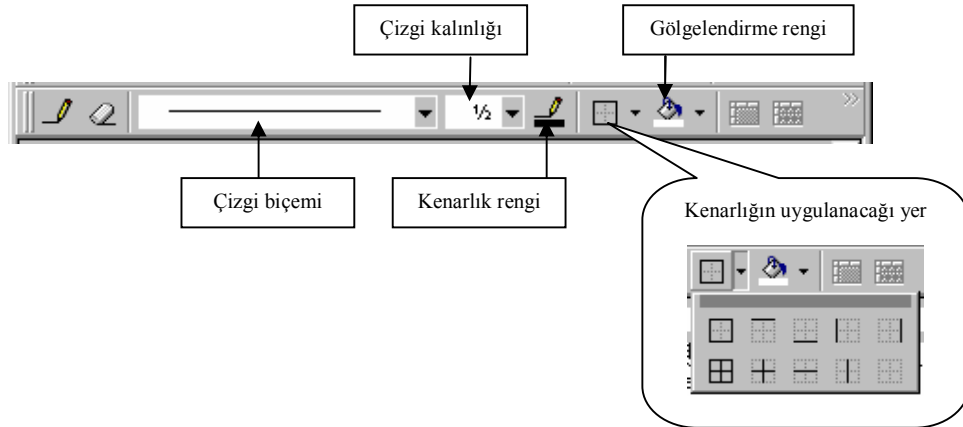 Çizgi kalınlığı
Gölgelendirme rengi
½
Çizgi biçemi
Kenarlık rengi
Kenarlığın uygulanacağı yer